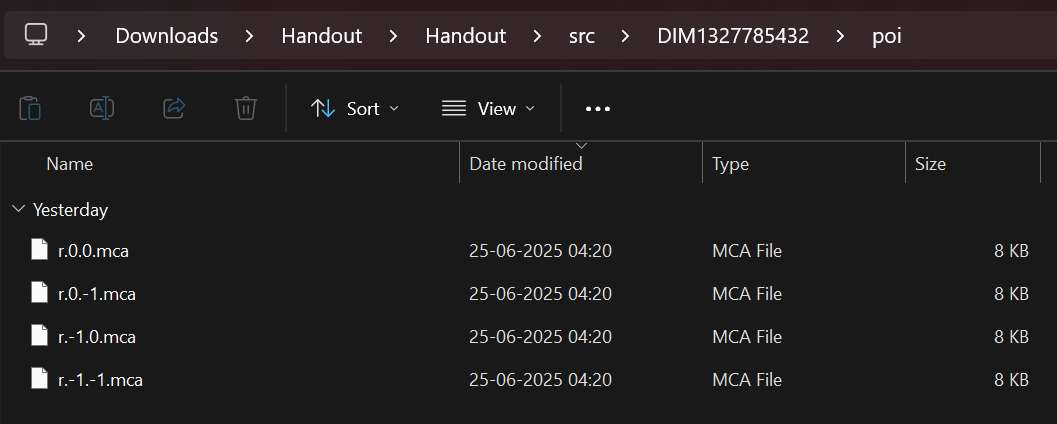 Downloads > Handout > Handout > src > DIM1327785432 > poi
Sort View
Name Date modified Type Size
Yesterday
r.0.0.mca 25-06-2025 04:20 MCA File 8 KB
r.0.-1.mca 25-06-2025 04:20 MCA File 8 KB
r.-1.0.mca 25-06-2025 04:20 MCA File 8 KB
r.-1.-1.mca 25-06-2025 04:20 MCA File 8 KB